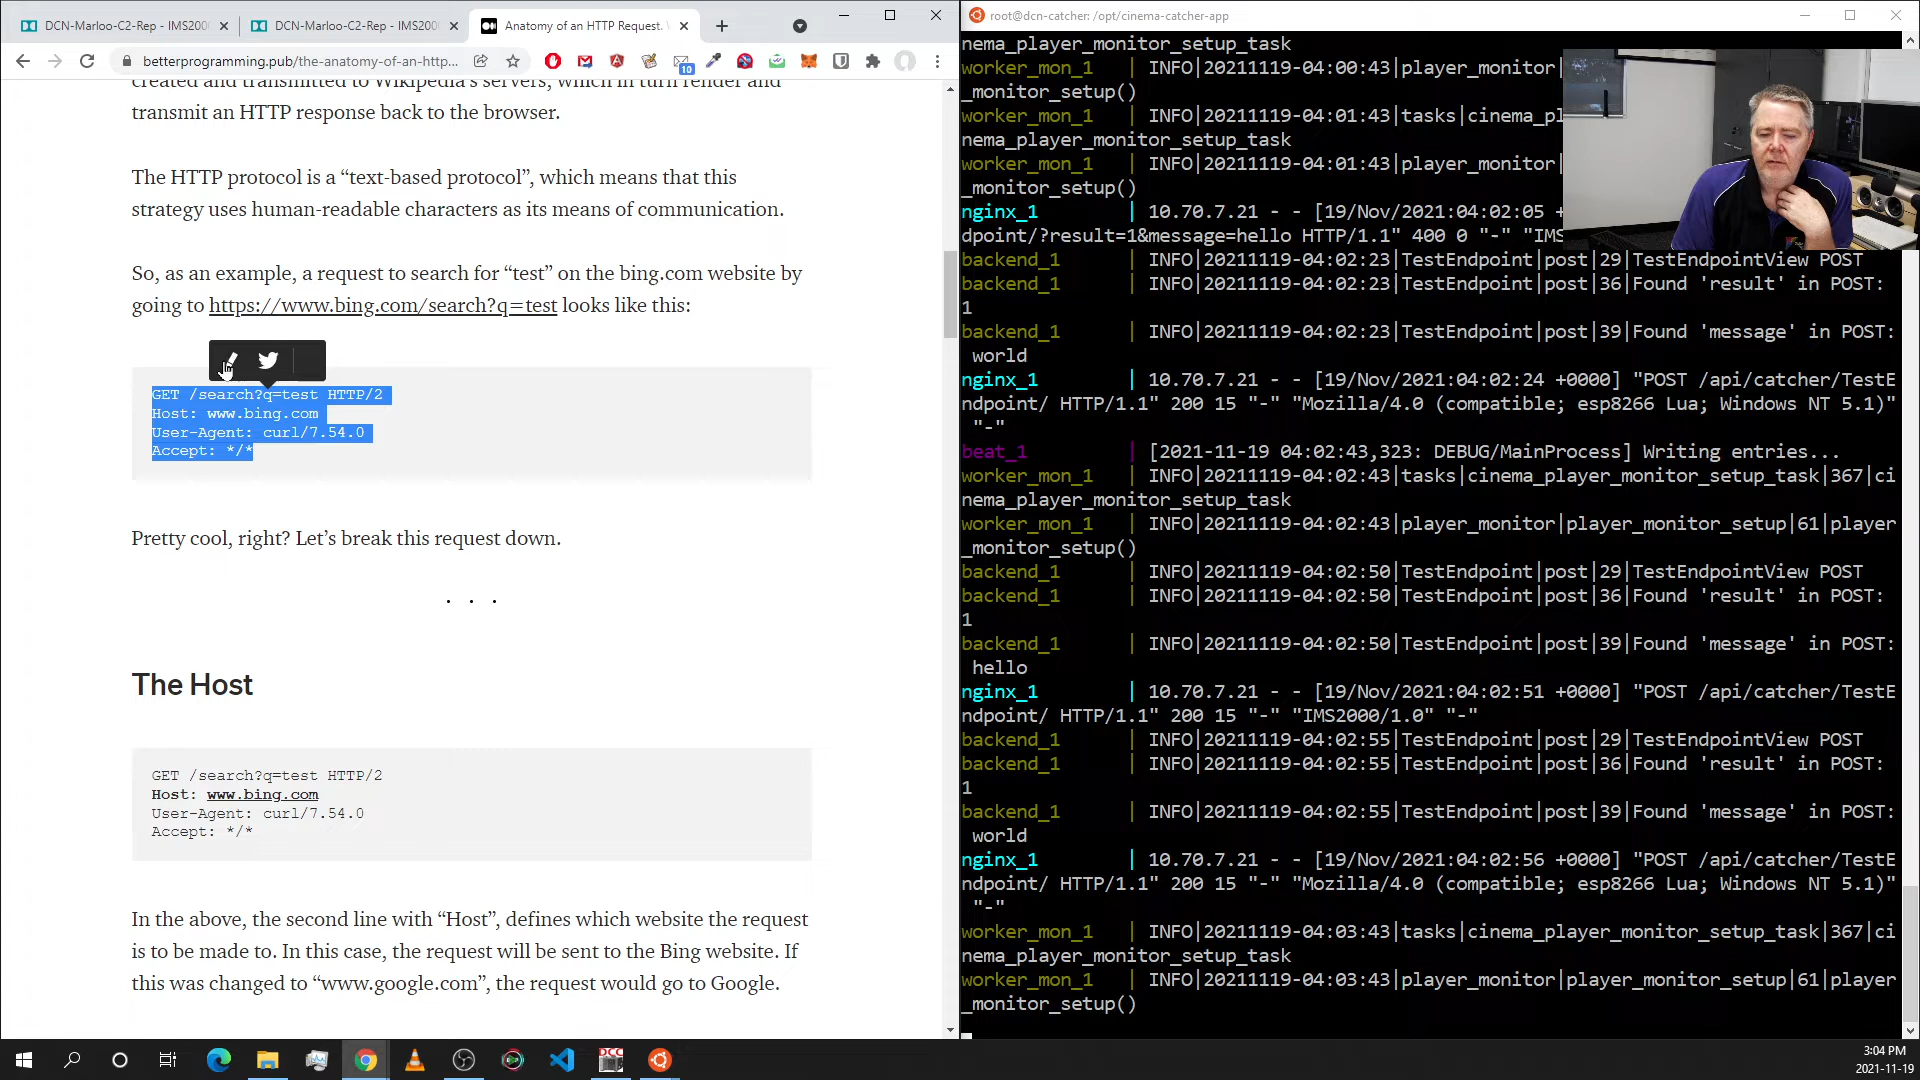 DCN-Marloo-C2-Rep - IMS200
DCN-Marloo-C2-Rep - IMS200
Anatomy of an HTTP Request.
betterprogramming.pub/the-anatomy-of-an-http...
10
created and transmitted to Wikipedia's servers, which in turn render and
transmit an HTTP response back to the browser.
The HTTP protocol is a “text-based protocol”, which means that this
strategy uses human-readable characters as its means of communication.
So, as an example, a request to search for “test” on the bing.com website by
going to https://www.bing.com/search?q=test looks like this:
GET /search?q=test HTTP/2
Host: www.bing.com
User-Agent: curl/7.54.0
Accept: */*
Pretty cool, right? Let’s break this request down.
. . .
The Host
GET /search?q=test HTTP/2
Host: www.bing.com
User-Agent: curl/7.54.0
Accept: */*
In the above, the second line with “Host”, defines which website the request
is to be made to. In this case, the request will be sent to the Bing website. If
this was changed to “www.google.com”, the request would go to Google.
root@dcn-catcher: /opt/cinema-catcher-app
nema_player_monitor_setup_task
worker_mon_1 | INFO|20211119-04:00:43|player_monitor|
_monitor_setup()
worker_mon_1 | INFO|20211119-04:01:43|tasks|cinema_pl
nema_player_monitor_setup_task
worker_mon_1 | INFO|20211119-04:01:43|player_monitor|
_monitor_setup()
nginx_1 | 10.70.7.21 - - [19/Nov/2021:04:02:05 +
dpoint/?result=1&message=hello HTTP/1.1" 400 0 "-" "IMS
backend_1 | INFO|20211119-04:02:23|TestEndpoint|post|29|TestEndpointView POST
backend_1 | INFO|20211119-04:02:23|TestEndpoint|post|36|Found 'result' in POST:
1
backend_1 | INFO|20211119-04:02:23|TestEndpoint|post|39|Found 'message' in POST:
world
nginx_1 | 10.70.7.21 - - [19/Nov/2021:04:02:24 +0000] "POST /api/catcher/TestE
ndpoint/ HTTP/1.1" 200 15 "-" "Mozilla/4.0 (compatible; esp8266 Lua; Windows NT 5.1)"
"-"
beat_1 | [2021-11-19 04:02:43,323: DEBUG/MainProcess] Writing entries...
worker_mon_1 | INFO|20211119-04:02:43|tasks|cinema_player_monitor_setup_task|367|ci
nema_player_monitor_setup_task
worker_mon_1 | INFO|20211119-04:02:43|player_monitor|player_monitor_setup|61|player
_monitor_setup()
backend_1 | INFO|20211119-04:02:50|TestEndpoint|post|29|TestEndpointView POST
backend_1 | INFO|20211119-04:02:50|TestEndpoint|post|36|Found 'result' in POST:
1
backend_1 | INFO|20211119-04:02:50|TestEndpoint|post|39|Found 'message' in POST:
hello
nginx_1 | 10.70.7.21 - - [19/Nov/2021:04:02:51 +0000] "POST /api/catcher/TestE
ndpoint/ HTTP/1.1" 200 15 "-" "IMS2000/1.0" "-"
backend_1 | INFO|20211119-04:02:55|TestEndpoint|post|29|TestEndpointView POST
backend_1 | INFO|20211119-04:02:55|TestEndpoint|post|36|Found 'result' in POST:
1
backend_1 | INFO|20211119-04:02:55|TestEndpoint|post|39|Found 'message' in POST:
world
nginx_1 | 10.70.7.21 - - [19/Nov/2021:04:02:56 +0000] "POST /api/catcher/TestE
ndpoint/ HTTP/1.1" 200 15 "-" "Mozilla/4.0 (compatible; esp8266 Lua; Windows NT 5.1)"
"-"
worker_mon_1 | INFO|20211119-04:03:43|tasks|cinema_player_monitor_setup_task|367|ci
nema_player_monitor_setup_task
worker_mon_1 | INFO|20211119-04:03:43|player_monitor|player_monitor_setup|61|player
_monitor_setup()
DCC
3:04 PM
2021-11-19